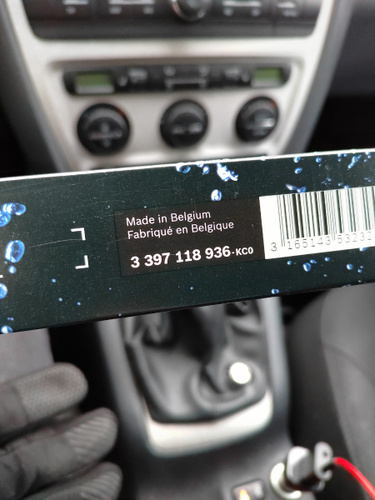 Made in Belgium
Fabriqué en Belgique
3 397 118 936-KC0